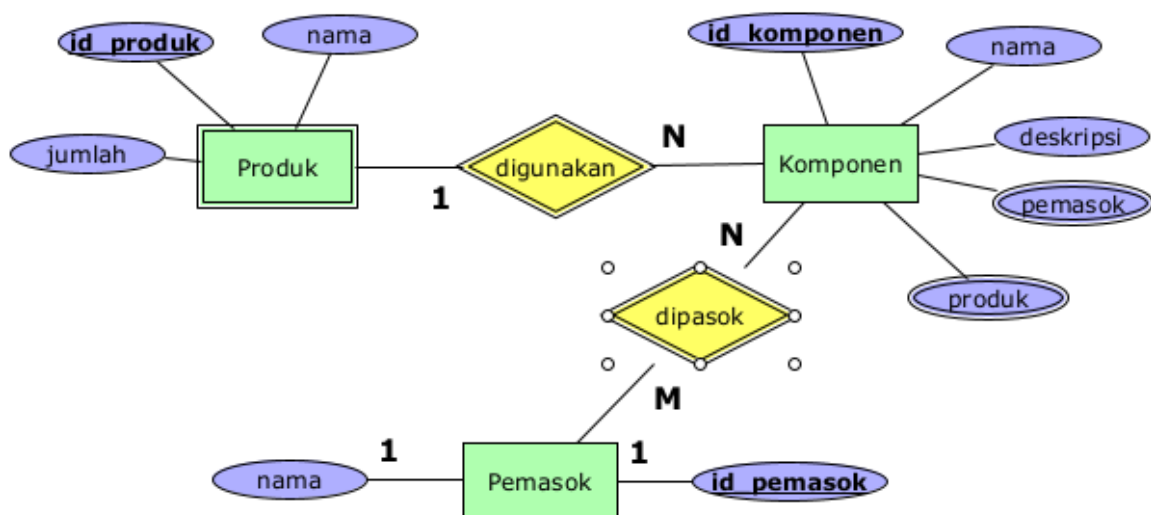 id_produk
nama
id_komponen
nama
jumlah
Produk
1
digunakan
N
Komponen
deskripsi
pemasok
N
produk
dipasok
M
nama
1
Pemasok
1
id_pemasok